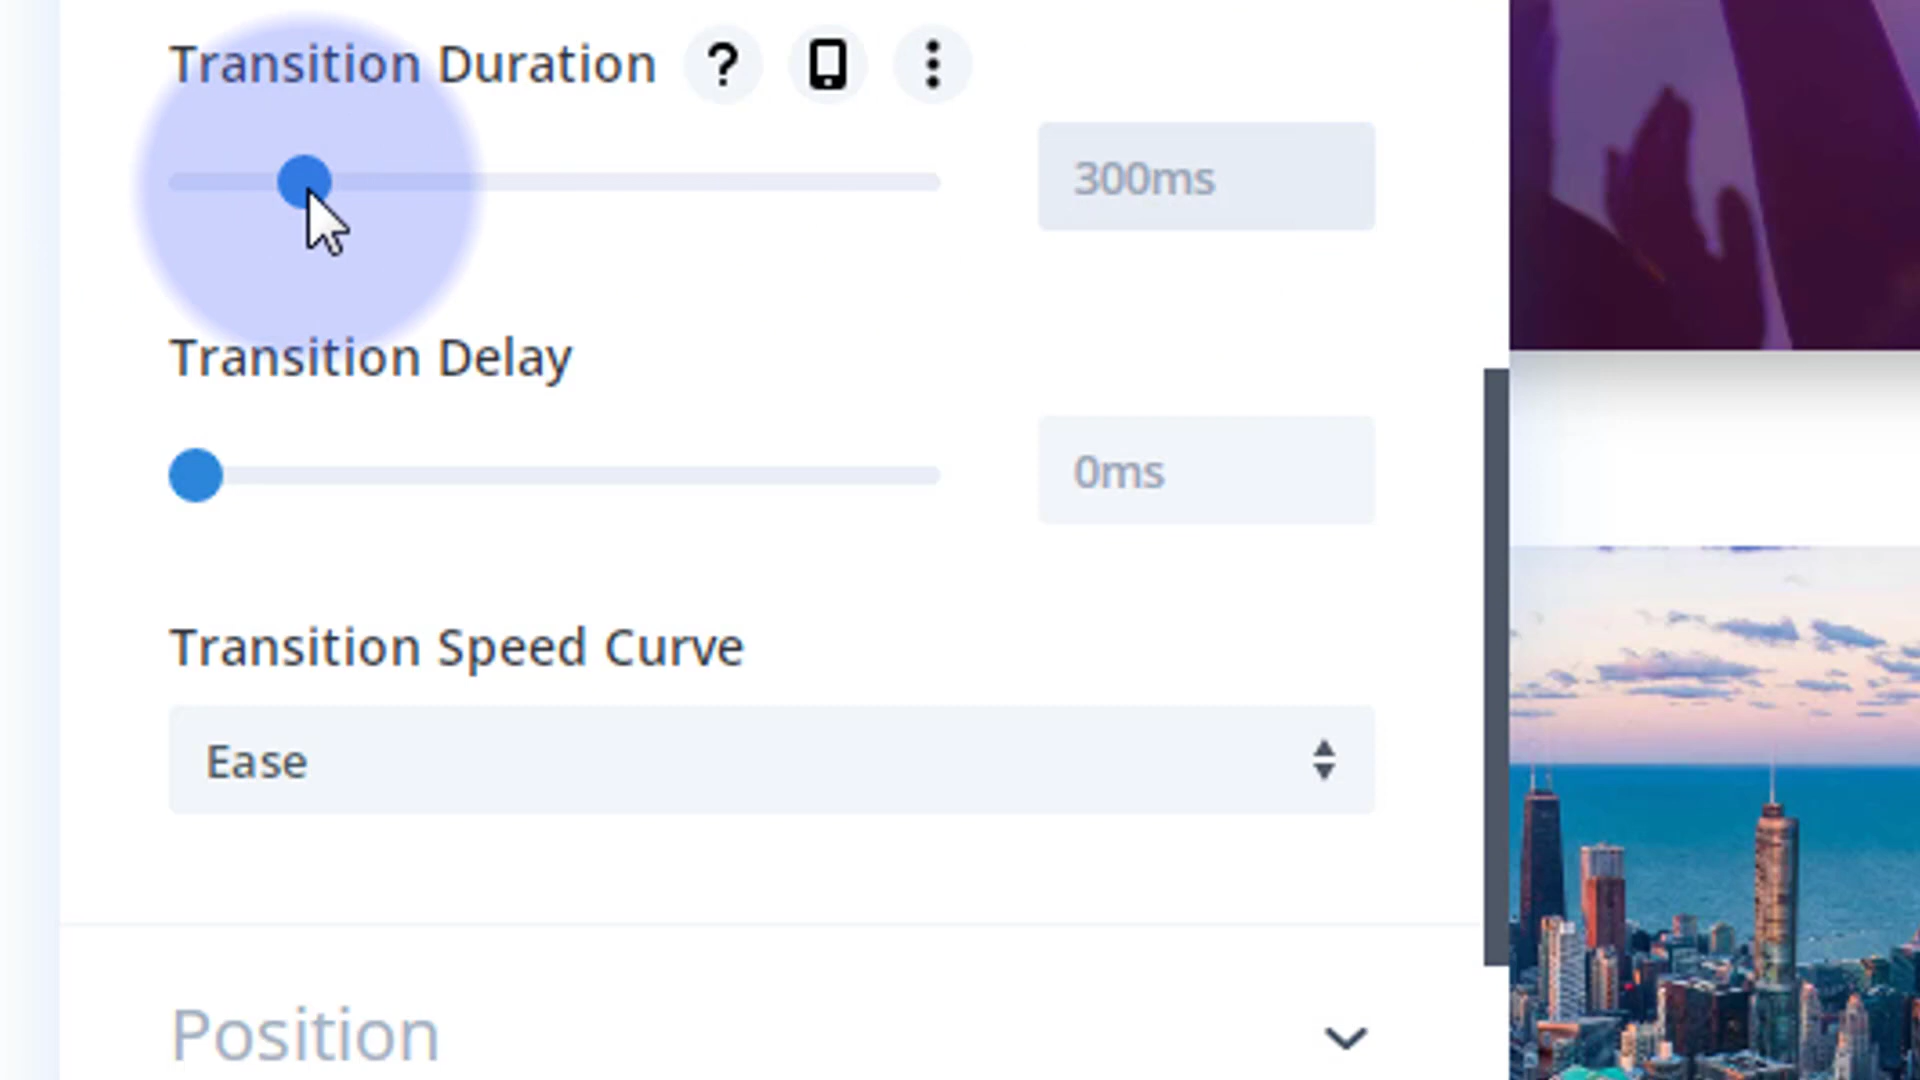 Transition Duration ?
300ms
Transition Delay
0ms
Transition Speed Curve
Ease
Position